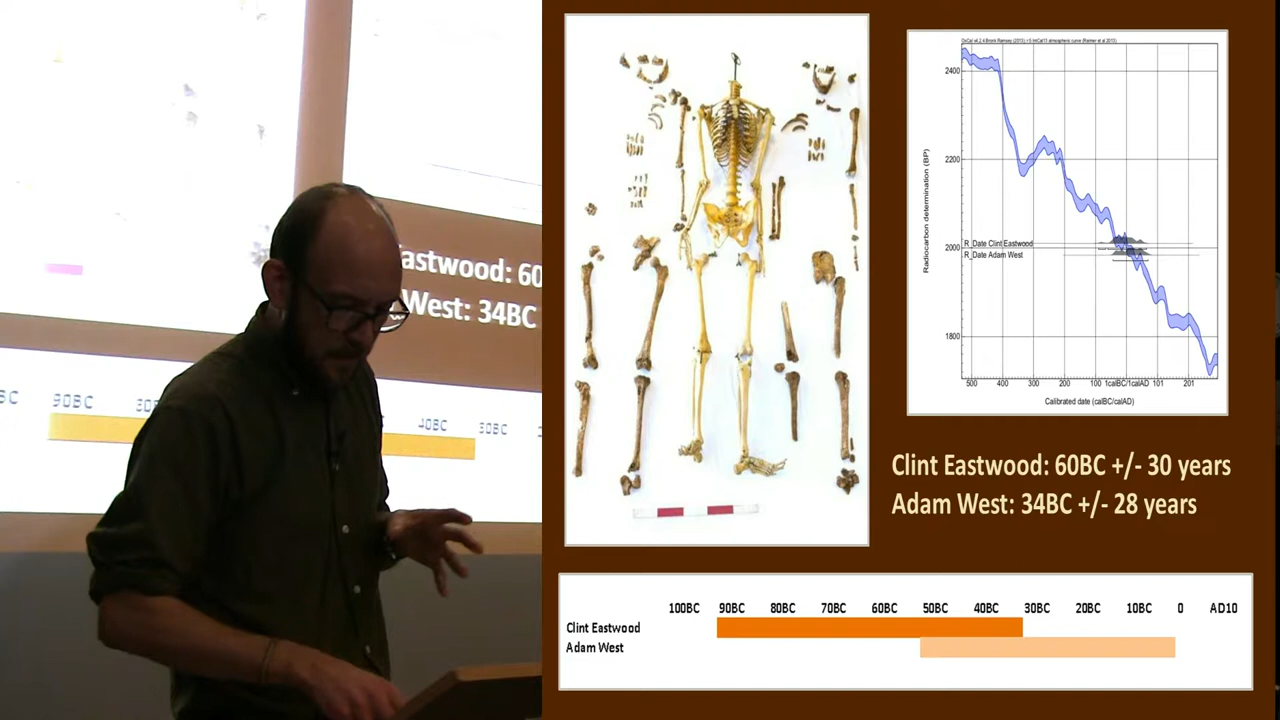 astwood: 60
West: 34BC
90BC
40BC
OxCal v4.2.4 Bronk Ramsey (2013); r:5 IntCal13 atmospheric curve (Reimer et al 2013)
Radiocarbon determination (BP)
2400
2200
2000
1800
R_Date Clint Eastwood
R_Date Adam West
500 400 300 200 100 1calBC/1calAD 101 201
Calibrated date (calBC/calAD)
Clint Eastwood: 60BC +/- 30 years
Adam West: 34BC +/- 28 years
100BC 90BC 80BC 70BC 60BC 50BC 40BC 30BC 20BC 10BC 0 AD10
Clint Eastwood
Adam West